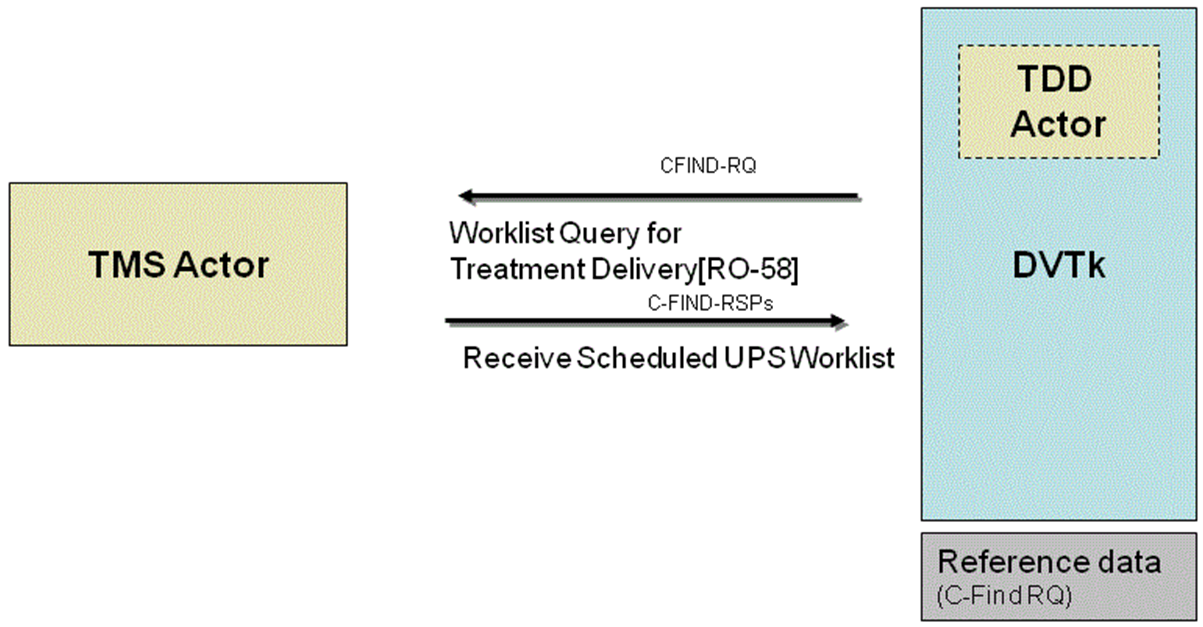 TDD
Actor
CFIND-RQ
TMS Actor
Worklist Query for
Treatment Delivery[RO-58]
DVTk
C-FIND-RSPs
Receive Scheduled UPS Worklist
Reference data
(C-Find RQ)